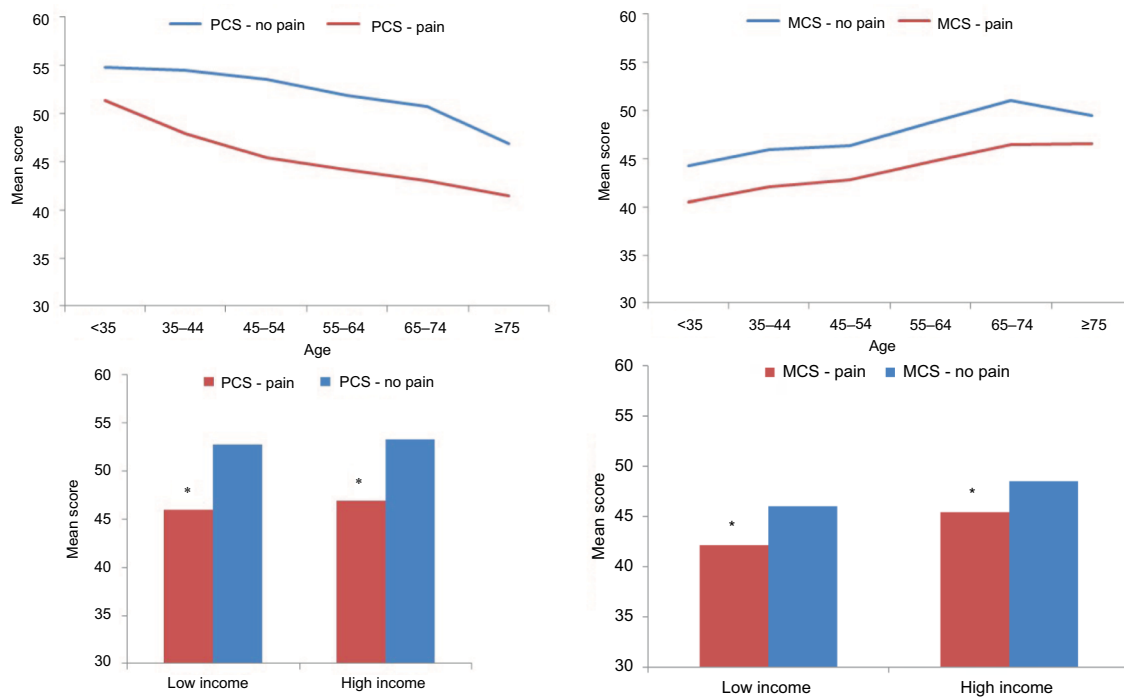 PCS - no pain PCS - pain
60
55
50
45
40
35
30
Mean score
<35 35–44 45–54 55–64 65–74 ≥75
Age
MCS - no pain MCS - pain
60
55
50
45
40
35
30
Mean score
<35 35–44 45–54 55–64 65–74 ≥75
Age
PCS - pain PCS - no pain
60
55
50
45
40
35
30
Mean score
* *
Low income High income
MCS - pain MCS - no pain
60
55
50
45
40
35
30
Mean score
* *
Low income High income